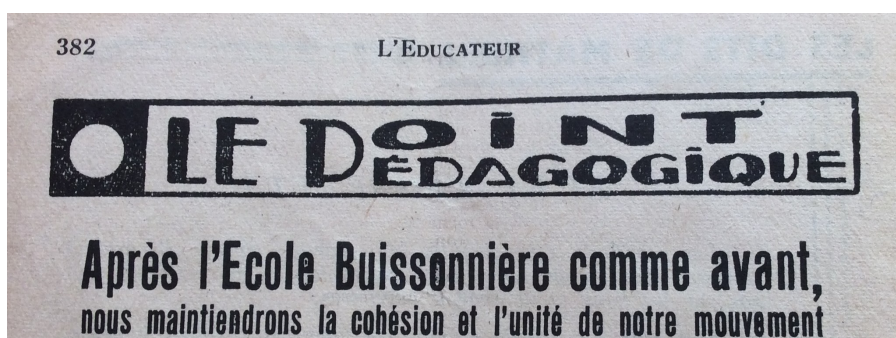 382 L'EDUCATEUR
LE POINT
PÉDAGOGIQUE
Après l'Ecole Buissonnière comme avant,
nous maintiendrons la cohésion et l'unité de notre mouvement